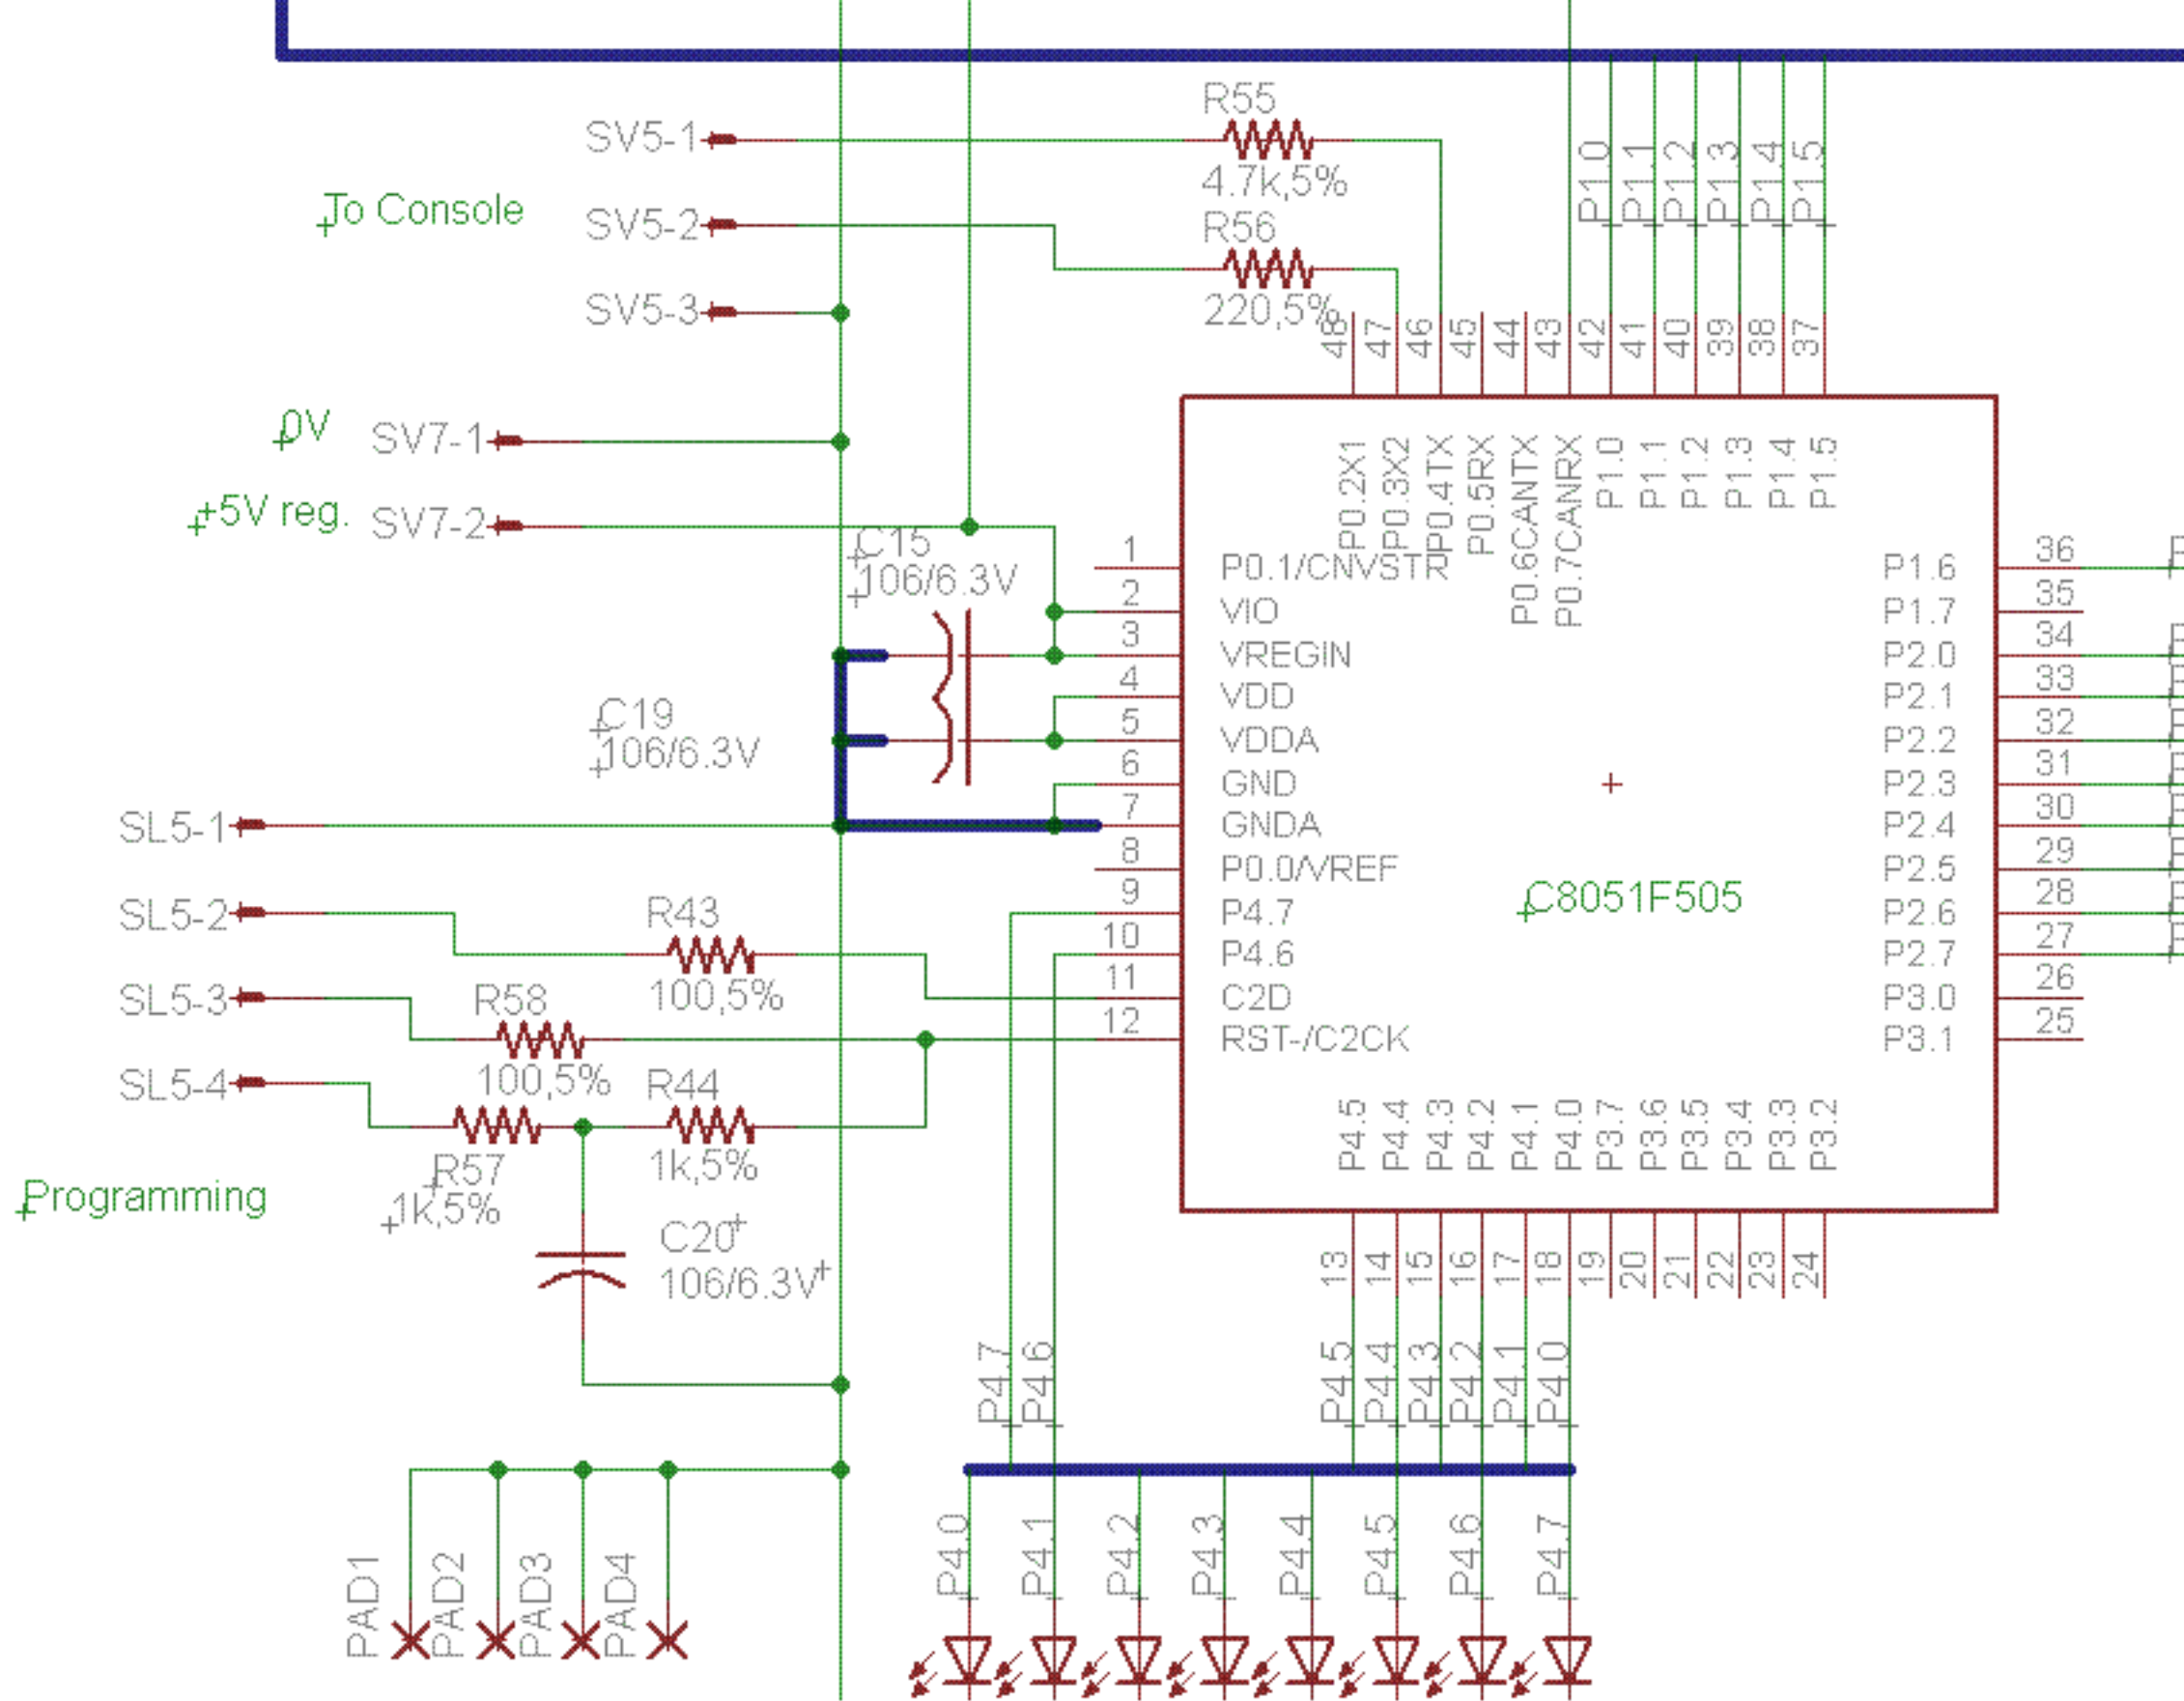 R55
SV5-1
4.7k,5%
To Console
SV5-2
R56
SV5-3
220,5%
P1.0
P1.1
P1.2
P1.3
P1.4
P1.5
48
47
46
45
44
43
42
41
40
39
38
37
0V
SV7-1
+5V reg.
SV7-2
C15
106/6.3V
C19
106/6.3V
P0.2X1
P0.3X2
P0.4TX
P0.5RX
P0.6CANTX
P0.7CANRX
P1.0
P1.1
P1.2
P1.3
P1.4
P1.5
1 P0.1/CNVSTR
2 VIO
3 VREGIN
4 VDD
5 VDDA
6 GND
7 GNDA
8 P0.0/VREF
9 P4.7
10 P4.6
11 C2D
12 RST-/C2CK
P1.6 36
P1.7 35
P2.0 34
P2.1 33
P2.2 32
P2.3 31
P2.4 30
P2.5 29
P2.6 28
P2.7 27
P3.0 26
P3.1 25
C8051F505
SL5-1
SL5-2
R43
100,5%
SL5-3
R58
100,5%
SL5-4
R44
1k,5%
R57
1k,5%
Programming
C20
106/6.3V
P4.5
P4.4
P4.3
P4.2
P4.1
P4.0
P3.7
P3.6
P3.5
P3.4
P3.3
P3.2
13
14
15
16
17
18
19
20
21
22
23
24
P4.7
P4.6
P4.5
P4.4
P4.3
P4.2
P4.1
P4.0
PAD1
PAD2
PAD3
PAD4
P4.0
P4.1
P4.2
P4.3
P4.4
P4.5
P4.6
P4.7